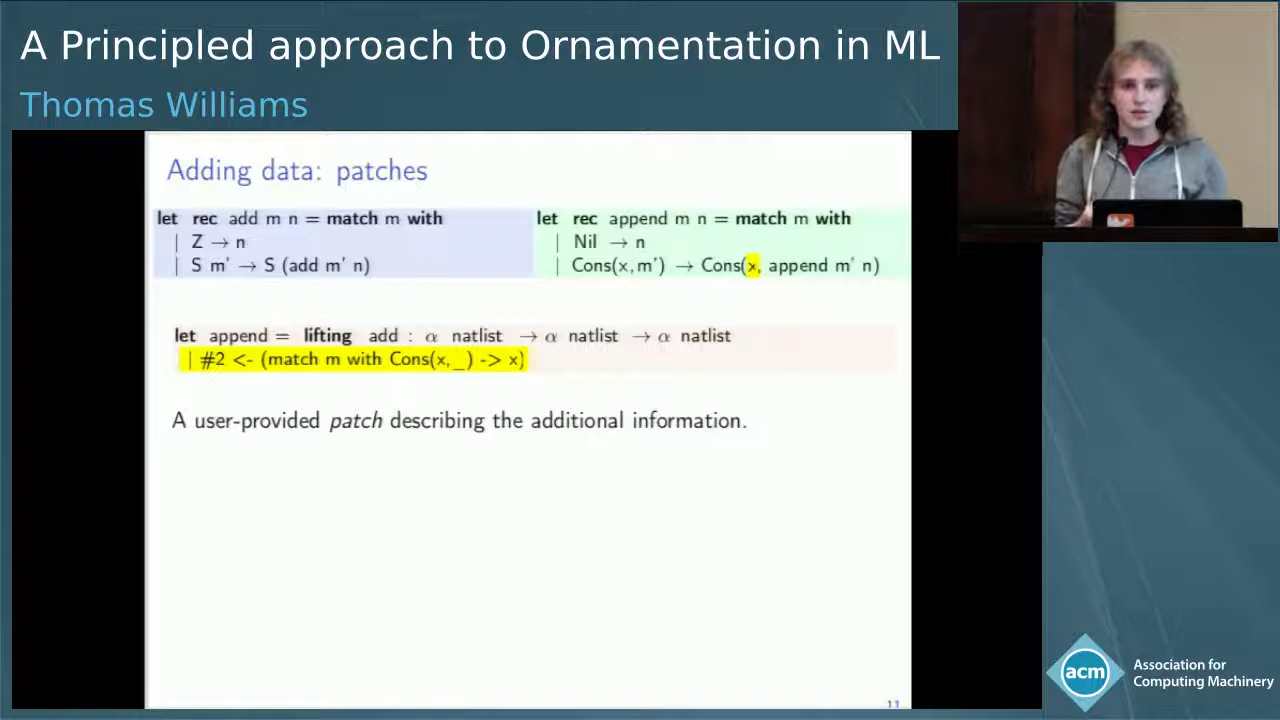 A Principled approach to Ornamentation in ML
Thomas Williams
Adding data: patches
let rec add m n = match m with
| Z → n
| S m' → S (add m' n)
let rec append m n = match m with
| Nil → n
| Cons(x, m') → Cons(x, append m' n)
let append = lifting add : α natlist → α natlist → α natlist
| #2 <- (match m with Cons(x,_) -> x)
A user-provided patch describing the additional information.
11
acm
Association for
Computing Machinery